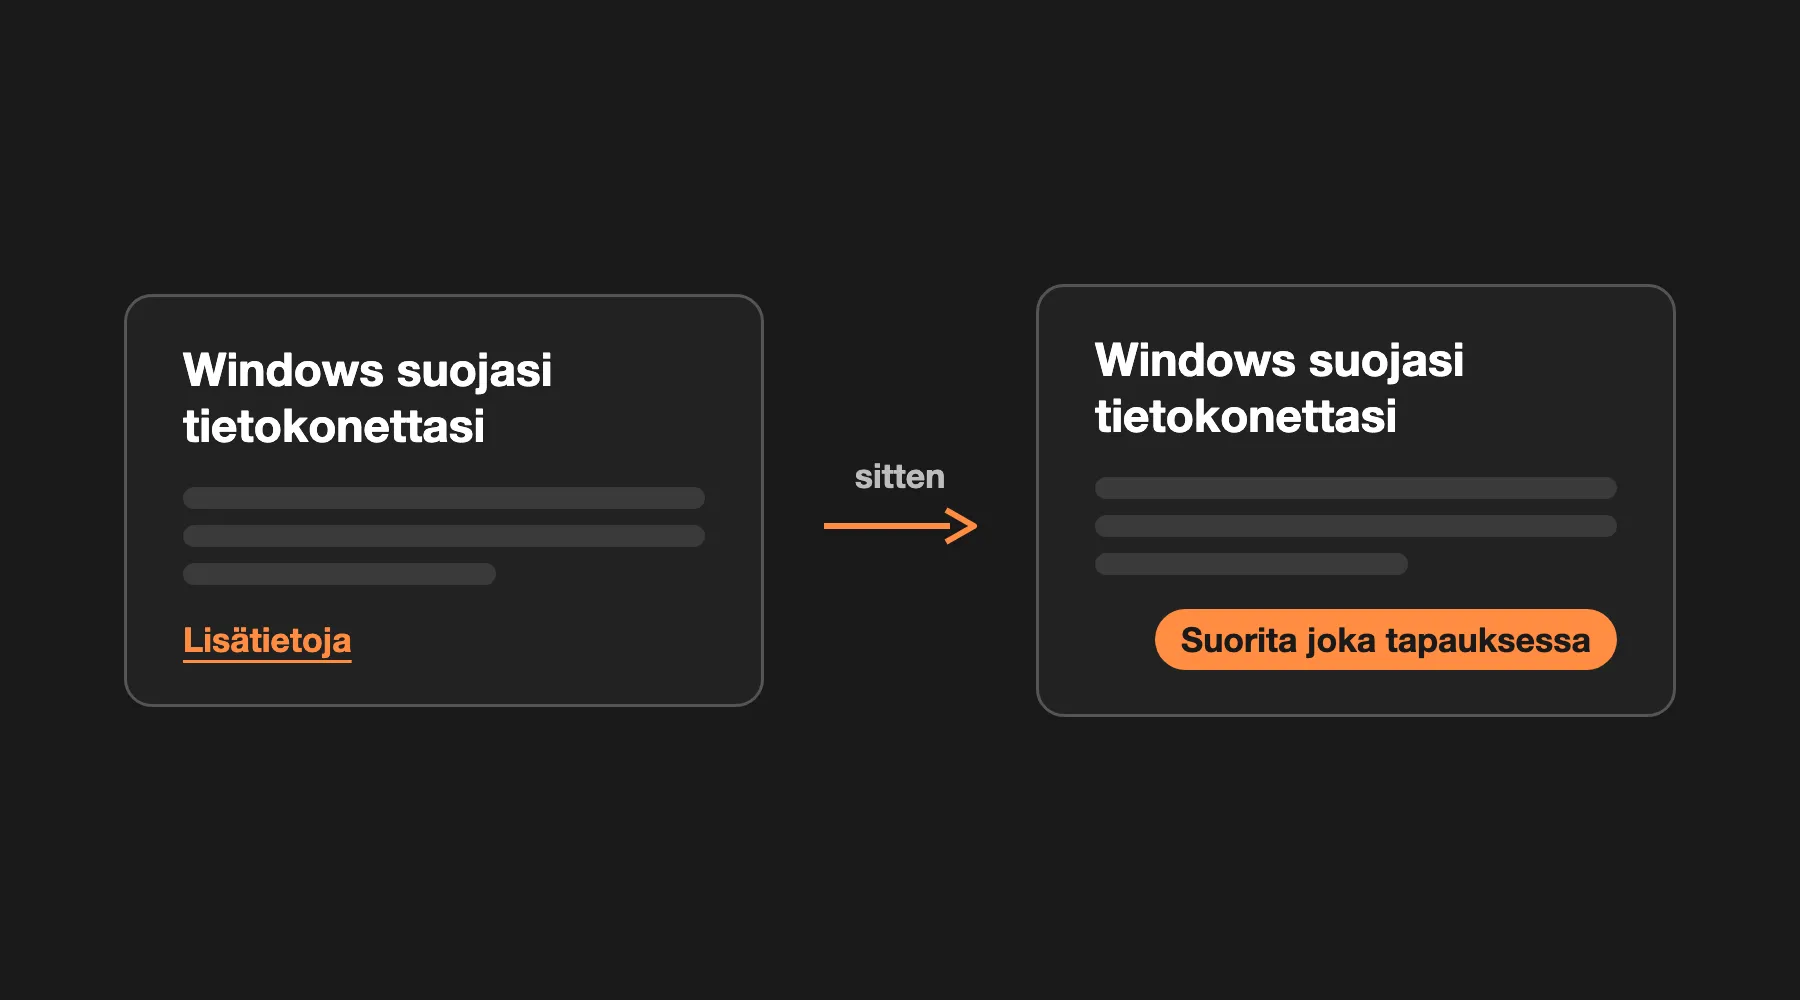 Windows suojasi
tietokonettasi
Lisätietoja
sitten
Windows suojasi
tietokonettasi
Suorita joka tapauksessa